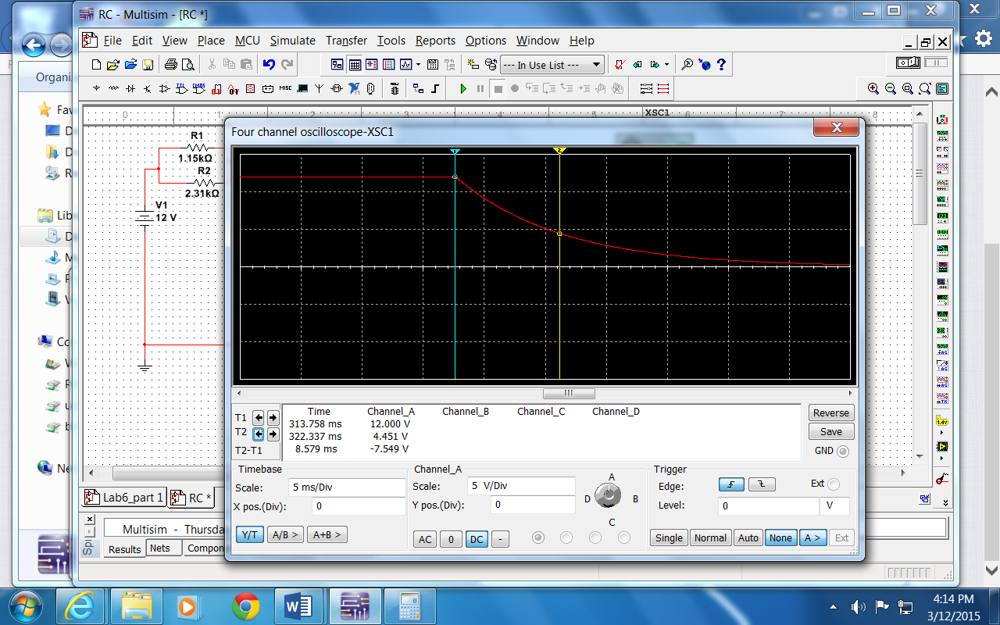 RC - Multisim - [RC *]
File Edit View Place MCU Simulate Transfer Tools Reports Options Window Help
--- In Use List ---
Organi
Fav
D
D
R
Lib
D
M
P
V
Co
V
P
u
b
Ne
0 1 2 3 4 5 6 7 8
XSC1
R1
1.15kΩ
R2
2.31kΩ
V1
12 V
Four channel oscilloscope-XSC1
1 2
Time Channel_A Channel_B Channel_C Channel_D
T1 313.758 ms 12.000 V
T2 322.337 ms 4.451 V
T2-T1 8.579 ms -7.549 V
Reverse
Save
GND
Timebase
Scale: 5 ms/Div
X pos.(Div): 0
Y/T A/B > A+B >
Channel_A
Scale: 5 V/Div
Y pos.(Div): 0
A
D B
C
AC 0 DC -
Trigger
Edge: Ext
Level: 0 V
Single Normal Auto None A > Ext
Lab6_part 1 RC *
Multisim - Thursda
Results Nets Compon
4:14 PM
3/12/2015